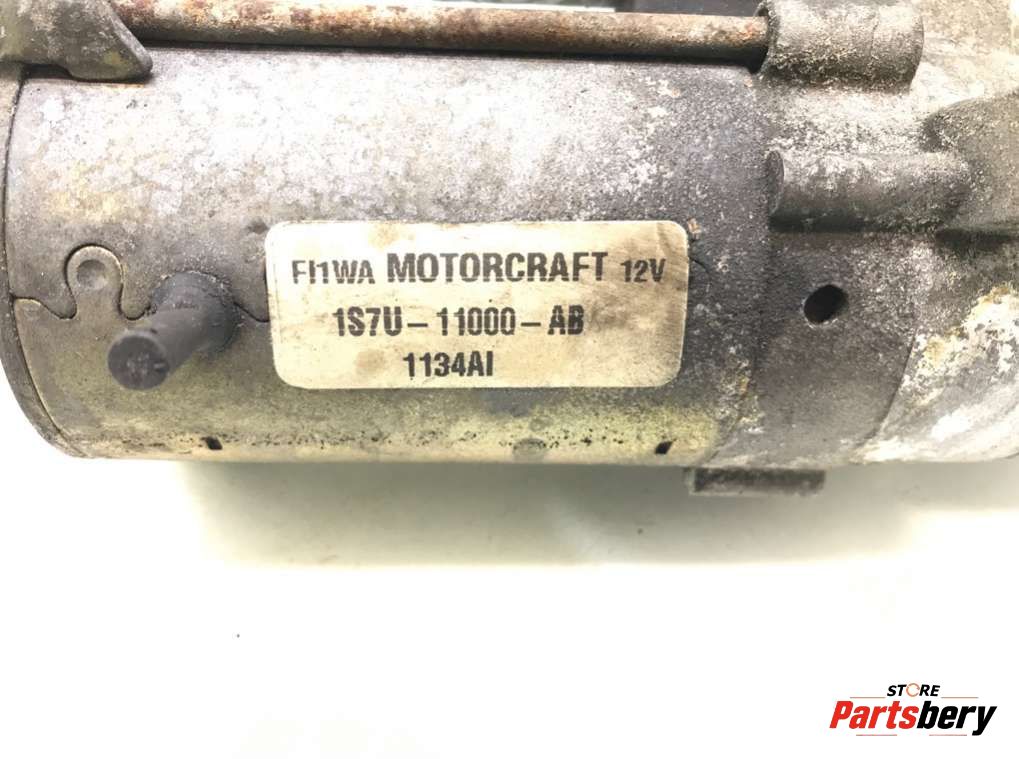 FI1WA MOTORCRAFT 12V
1S7U-11000-AB
1134AI
STORE
Partsbery